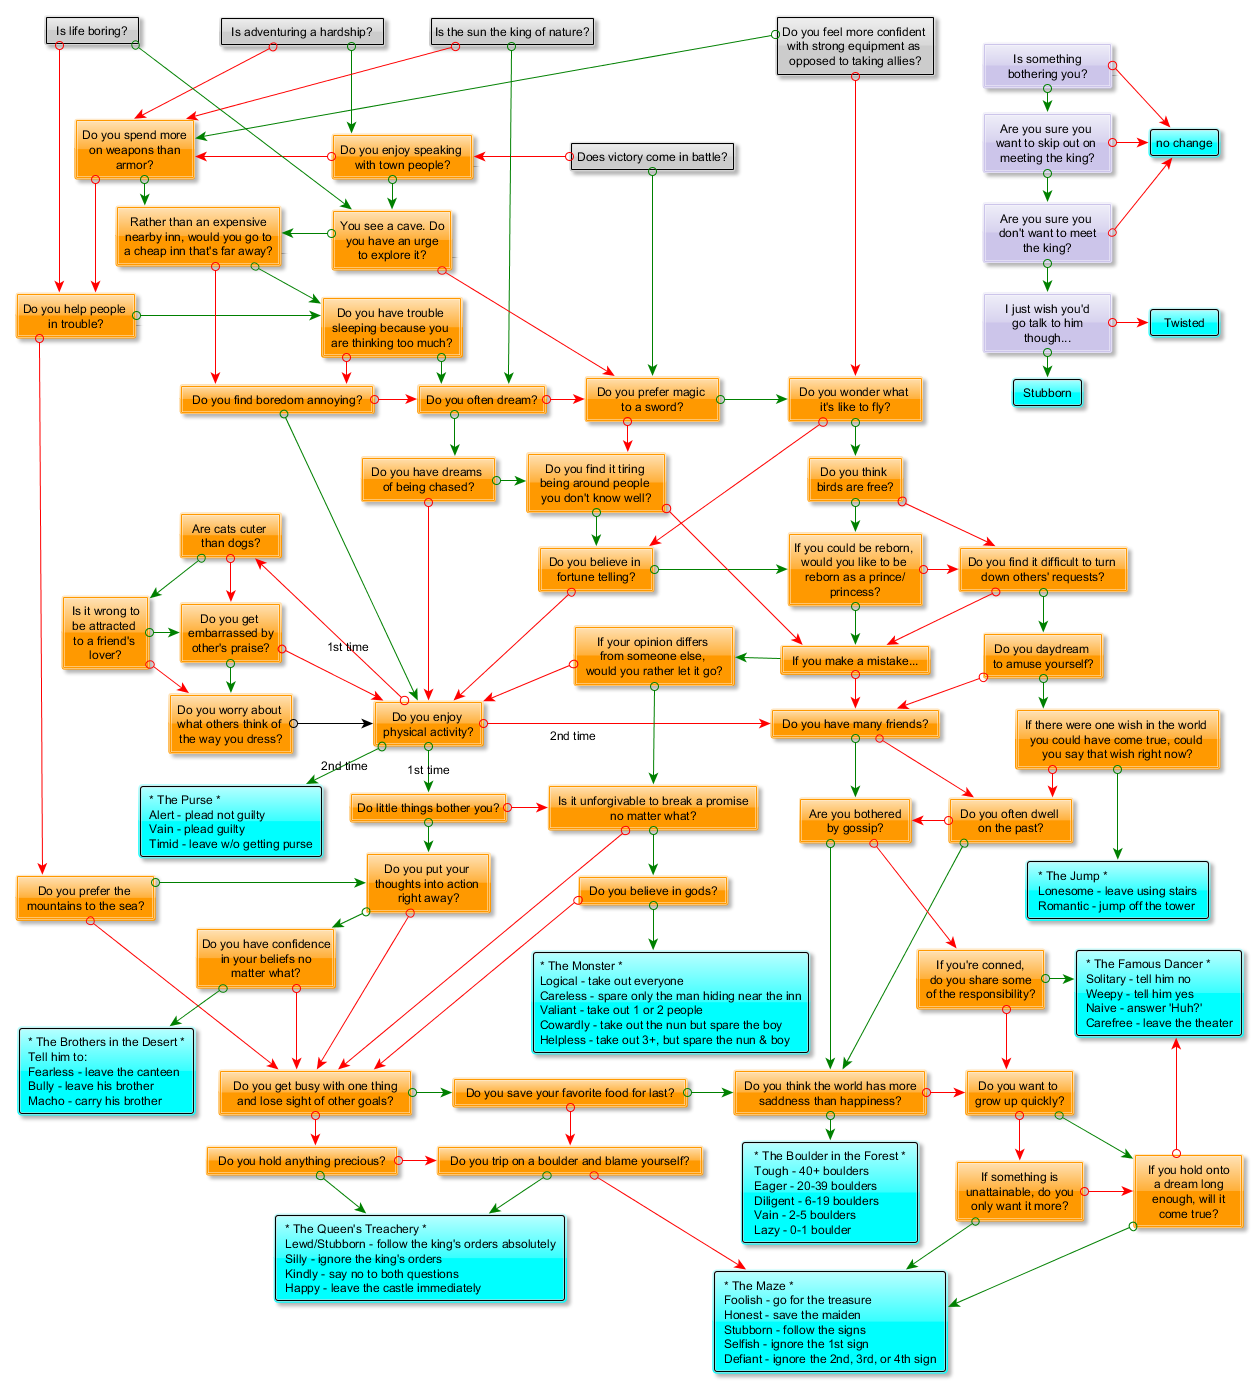 Is life boring?
Is adventuring a hardship?
Is the sun the king of nature?
Do you feel more confident
with strong equipment as
opposed to taking allies?
Is something
bothering you?
Do you spend more
on weapons than
armor?
Do you enjoy speaking
with town people?
Does victory come in battle?
Are you sure you
want to skip out on
meeting the king?
no change
Rather than an expensive
nearby inn, would you go to
a cheap inn that's far away?
You see a cave. Do
you have an urge
to explore it?
Are you sure you
don't want to meet
the king?
Do you help people
in trouble?
Do you have trouble
sleeping because you
are thinking too much?
I just wish you'd
go talk to him
though...
Twisted
Do you find boredom annoying?
Do you often dream?
Do you prefer magic
to a sword?
Do you wonder what
it's like to fly?
Stubborn
Do you have dreams
of being chased?
Do you find it tiring
being around people
you don't know well?
Do you think
birds are free?
Are cats cuter
than dogs?
Do you believe in
fortune telling?
If you could be reborn,
would you like to be
reborn as a prince/
princess?
Do you find it difficult to turn
down others' requests?
Is it wrong to
be attracted
to a friend's
lover?
Do you get
embarrassed by
other's praise?
1st time
If your opinion differs
from someone else,
would you rather let it go?
If you make a mistake...
Do you daydream
to amuse yourself?
Do you worry about
what others think of
the way you dress?
Do you enjoy
physical activity?
2nd time
Do you have many friends?
If there were one wish in the world
you could have come true, could
you say that wish right now?
2nd time
1st time
* The Purse *
Alert - plead not guilty
Vain - plead guilty
Timid - leave w/o getting purse
Do little things bother you?
Is it unforgivable to break a promise
no matter what?
Are you bothered
by gossip?
Do you often dwell
on the past?
Do you prefer the
mountains to the sea?
Do you put your
thoughts into action
right away?
Do you believe in gods?
* The Jump *
Lonesome - leave using stairs
Romantic - jump off the tower
Do you have confidence
in your beliefs no
matter what?
* The Monster *
Logical - take out everyone
Careless - spare only the man hiding near the inn
Valiant - take out 1 or 2 people
Cowardly - take out the nun but spare the boy
Helpless - take out 3+, but spare the nun & boy
If you're conned,
do you share some
of the responsibility?
* The Famous Dancer *
Solitary - tell him no
Weepy - tell him yes
Naive - answer 'Huh?'
Carefree - leave the theater
* The Brothers in the Desert *
Tell him to:
Fearless - leave the canteen
Bully - leave his brother
Macho - carry his brother
Do you get busy with one thing
and lose sight of other goals?
Do you save your favorite food for last?
Do you think the world has more
saddness than happiness?
Do you want to
grow up quickly?
Do you hold anything precious?
Do you trip on a boulder and blame yourself?
* The Boulder in the Forest *
Tough - 40+ boulders
Eager - 20-39 boulders
Diligent - 6-19 boulders
Vain - 2-5 boulders
Lazy - 0-1 boulder
If something is
unattainable, do you
only want it more?
If you hold onto
a dream long
enough, will it
come true?
* The Queen's Treachery *
Lewd/Stubborn - follow the king's orders absolutely
Silly - ignore the king's orders
Kindly - say no to both questions
Happy - leave the castle immediately
* The Maze *
Foolish - go for the treasure
Honest - save the maiden
Stubborn - follow the signs
Selfish - ignore the 1st sign
Defiant - ignore the 2nd, 3rd, or 4th sign